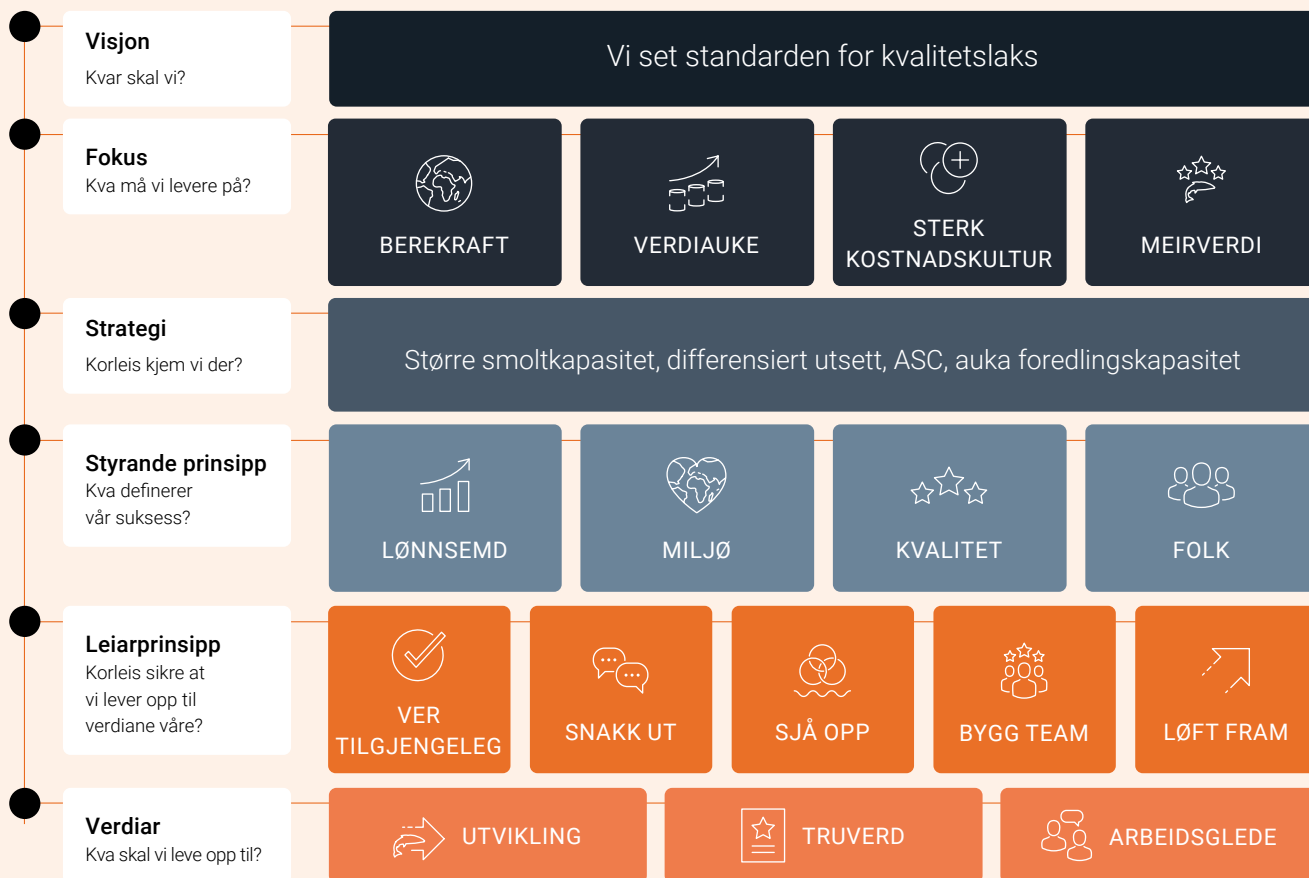 Visjon
Kvar skal vi?
Vi set standarden for kvalitetslaks
Fokus
Kva må vi levere på?
BEREKRAFT
VERDIAUKE
STERK
KOSTNADSKULTUR
MEIRVERDI
Strategi
Korleis kjem vi der?
Større smoltkapasitet, differensiert utsett, ASC, auka foredlingskapasitet
Styrande prinsipp
Kva definerer
vår suksess?
LØNNSEMD
MILJØ
KVALITET
FOLK
Leiarprinsipp
Korleis sikre at
vi lever opp til
verdiane våre?
VER
TILGJENGELEG
SNAKK UT
SJÅ OPP
BYGG TEAM
LØFT FRAM
Verdiar
Kva skal vi leve opp til?
UTVIKLING
TRUVERD
ARBEIDSGLEDE